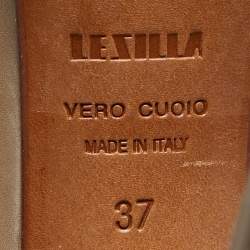 LE SILLA
VERO CUOIO
MADE IN ITALY
37